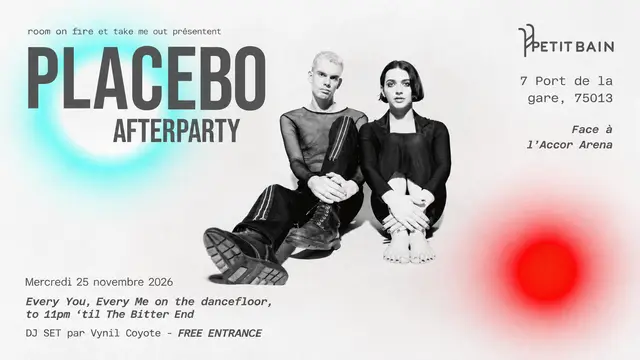 room on fire et take me out présentent
PLACEBO
AFTERPARTY
PETIT BAIN
7 Port de la
gare, 75013
Face à
l'Accor Arena
Mercredi 25 novembre 2026
Every You, Every Me on the dancefloor,
to 11pm ‘til The Bitter End
DJ SET par Vynil Coyote - FREE ENTRANCE